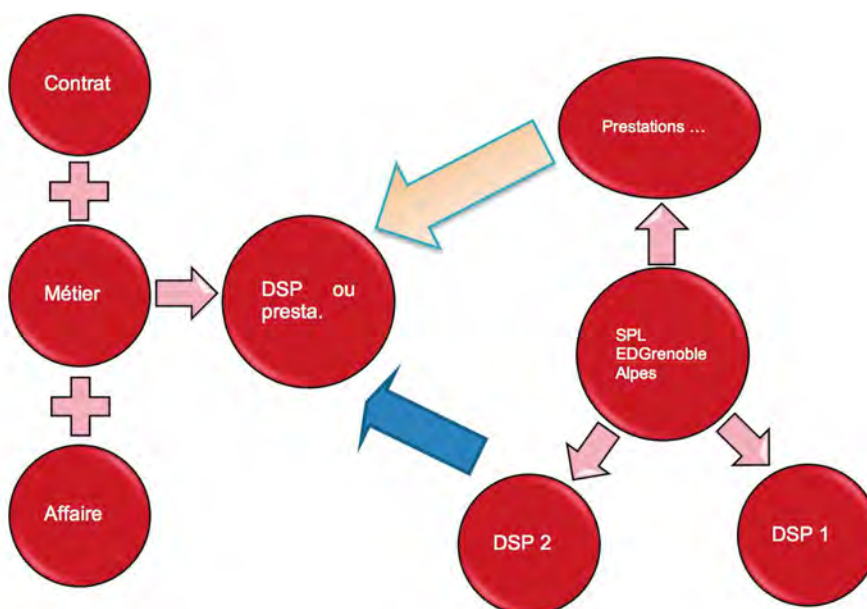 Contrat
Prestations ...
Métier
DSP ou
presta.
SPL
EDGrenoble
Alpes
Affaire
DSP 2
DSP 1